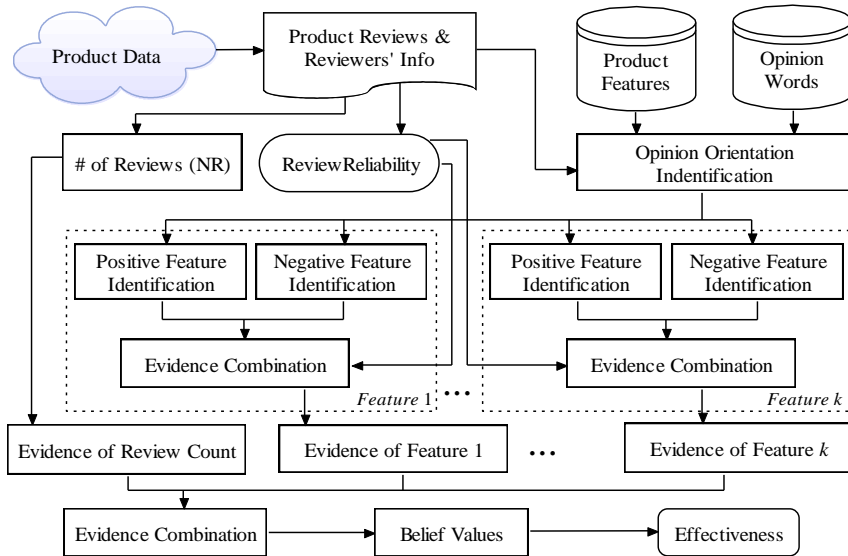 Product Data
Product Reviews &
Reviewers' Info
Product
Features
Opinion
Words
# of Reviews (NR)
ReviewReliability
Opinion Orientation
Indentification
Positive Feature
Identification
Negative Feature
Identification
Positive Feature
Identification
Negative Feature
Identification
Evidence Combination
Evidence Combination
Feature 1
...
Feature k
Evidence of Review Count
Evidence of Feature 1
...
Evidence of Feature k
Evidence Combination
Belief Values
Effectiveness